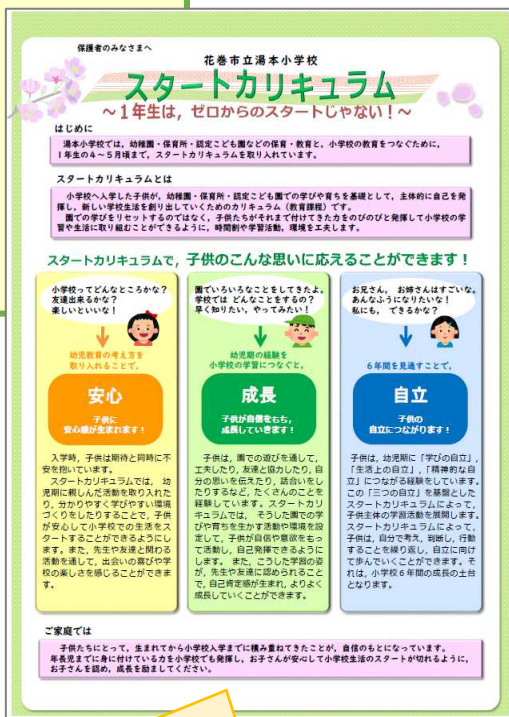 保護者のみなさまへ
花巻市立湯本小学校
スタートカリキュラム
～1年生は，ゼロからのスタートじゃない！～
はじめに
湯本小学校では，幼稚園・保育所・認定こども園などの保育・教育と，小学校の教育をつなぐために，
1年生の4～5月頃まで，スタートカリキュラムを取り入れています。
スタートカリキュラムとは
小学校へ入学した子供が，幼稚園・保育所・認定こども園での学びや育ちを基礎として，主体的に自己を発
揮し，新しい学校生活を創り出していくためのカリキュラム（教育課程）です。
園での学びをリセットするのではなく，子供たちがそれまで付けてきた力をのびのびと発揮して小学校の学
習や生活に取り組むことができるように，時間割や学習活動，環境を工夫します。
スタートカリキュラムで，子供のこんな思いに応えることができます！
小学校ってどんなところかな？
友達出来るかな？
楽しいといいな！
幼児教育の考え方を
取り入れることで，
安心
子供に
安心感が生まれます！
入学時，子供は期待と同時に不
安を抱いています。
スタートカリキュラムでは， 幼
児期に親しんだ活動を取り入れた
り，分かりやすく学びやすい環境
づくりをしたりすることで，子供
が安心して小学校での生活をス
タートすることができるようにし
ます。また，先生や友達と関わる
活動を通して，出会いの喜びや学
校の楽しさを感じることができま
す。
園でいろいろなことをしてきたよ。
学校では どんなことをするの？
早く知りたい，やってみたい！
幼児期の経験を
小学校の学習につなぐと，
成長
子供が自信をもち，
成長していきます！
子供は，園での遊びを通して，
工夫したり，友達と協力したり，自
分の思いを伝えたり，話合いをし
たりするなど，たくさんのことを
経験しています。スタートカリ
キュラムでは， そうした園での学
びや育ちを生かす活動や環境を設
定して，子供が自信や意欲をもっ
て活動し，自己発揮できるように
します。 また，こうした学習の姿
が，先生や友達に認められること
で，自己肯定感が生まれ，よりよく
成長していくことができます。
お兄さん， お姉さんはすごいな。
あんなふうになりたいな！
私にも， できるかな？
6年間を見通すことで，
自立
子供の
自立につながります！
子供は，幼児期に「学びの自立」，
「生活上の自立」，「精神的な自
立」につながる経験をしています。
この「三つの自立」を基盤とした
スタートカリキュラムによって，
子供主体の学習活動を展開します。
スタートカリキュラムによって，
子供は，自分で考え，判断し，行動
することを繰り返し，自立に向け
て歩んでいくことができます。そ
れは，小学校6年間の成長の土台
となります。
ご家庭では
子供たちにとって，生まれてから小学校入学までに積み重ねてきたことが，自信のもとになっています。
年長児までに身に付けている力を小学校でも発揮し，お子さんが安心して小学校生活のスタートが切れるように，
お子さんを認め，成長を励ましてください。